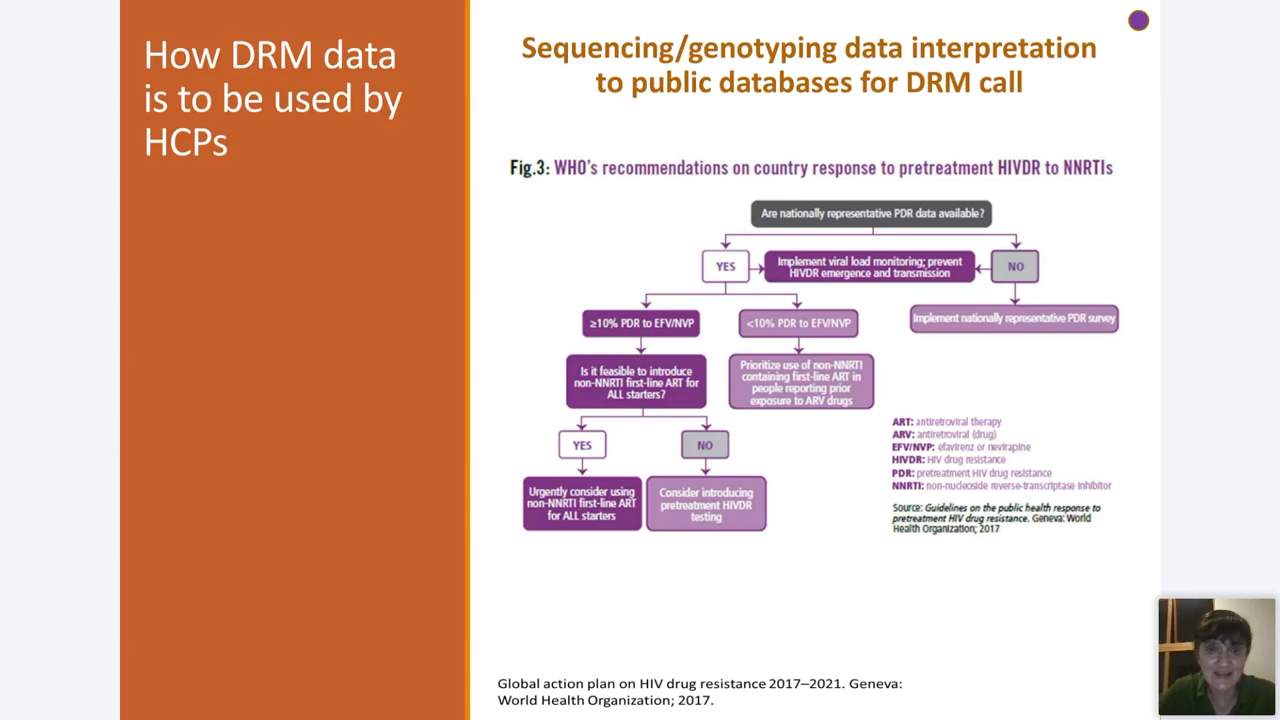 How DRM data
is to be used by
HCPs
Sequencing/genotyping data interpretation
to public databases for DRM call
Fig.3: WHO's recommendations on country response to pretreatment HIVDR to NNRTIs
Are nationally representative PDR data available?
YES
Implement viral load monitoring; prevent
HIVDR emergence and transmission
NO
≥10% PDR to EFV/NVP
<10% PDR to EFV/NVP
Implement nationally representative PDR survey
Is it feasible to introduce
non-NNRTI first-line ART for
ALL starters?
Prioritize use of non-NNRTI
containing first-line ART in
people reporting prior
exposure to ARV drugs
YES
NO
Urgently consider using
non-NNRTI first-line ART
for ALL starters
Consider introducing
pretreatment HIVDR
testing
ART: antiretroviral therapy
ARV: antiretroviral (drug)
EFV/NVP: efavirenz or nevirapine
HIVDR: HIV drug resistance
PDR: pretreatment HIV drug resistance
NNRTI: non-nucleoside reverse-transcriptase inhibitor
Source: Guidelines on the public health response to
pretreatment HIV drug resistance. Geneva: World
Health Organization; 2017
Global action plan on HIV drug resistance 2017–2021. Geneva:
World Health Organization; 2017.